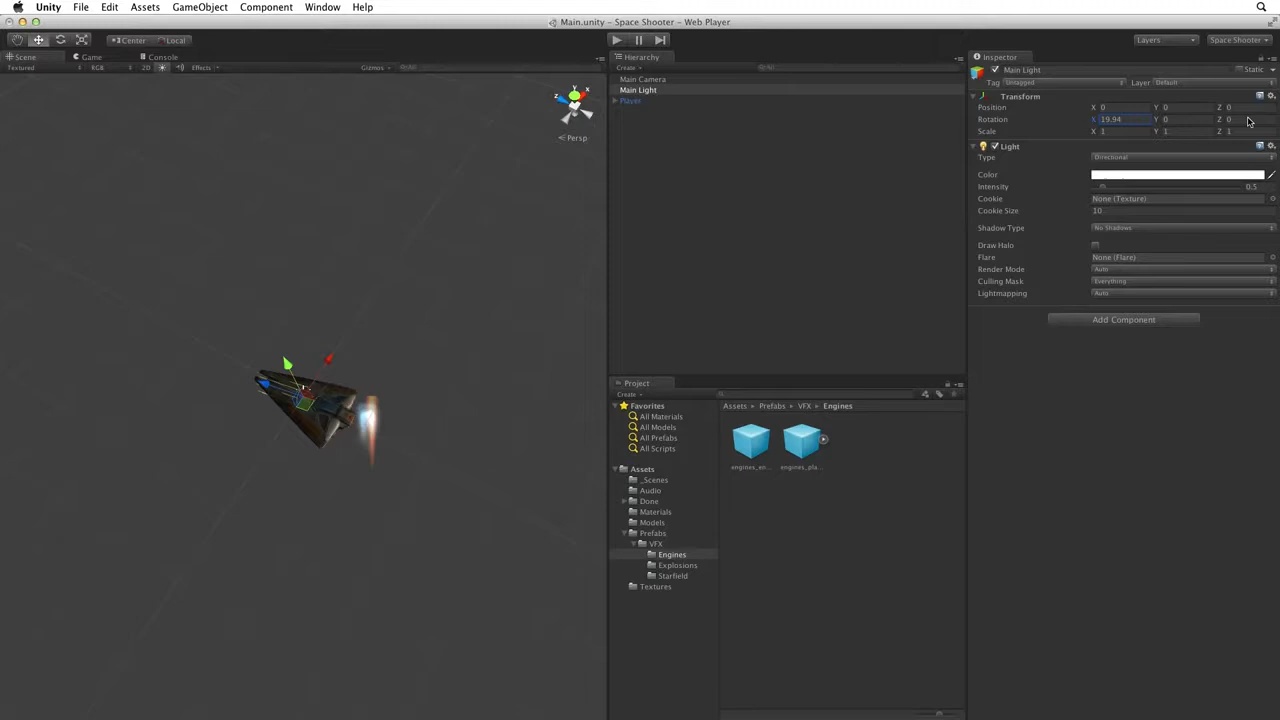 Unity File Edit Assets GameObject Component Window Help
Main.unity – Space Shooter – Web Player
Center Local
Layers Space Shooter
Scene Game Console
Textured RGB 2D Effects Gizmos All
y x z
Persp
Hierarchy
Create All
Main Camera
Main Light
Player
Project
Create
Favorites
All Materials
All Models
All Prefabs
All Scripts
Assets
_Scenes
Audio
Done
Materials
Models
Prefabs
VFX
Engines
Explosions
Starfield
Textures
Assets Prefabs VFX Engines
engines_en... engines_pla...
Inspector
Main Light Static
Tag Untagged Layer Default
Transform
Position X 0 Y 0 Z 0
Rotation X 19.94 Y 0 Z 0
Scale X 1 Y 1 Z 1
Light
Type Directional
Color
Intensity 0.5
Cookie None (Texture)
Cookie Size 10
Shadow Type No Shadows
Draw Halo
Flare None (Flare)
Render Mode Auto
Culling Mask Everything
Lightmapping Auto
Add Component